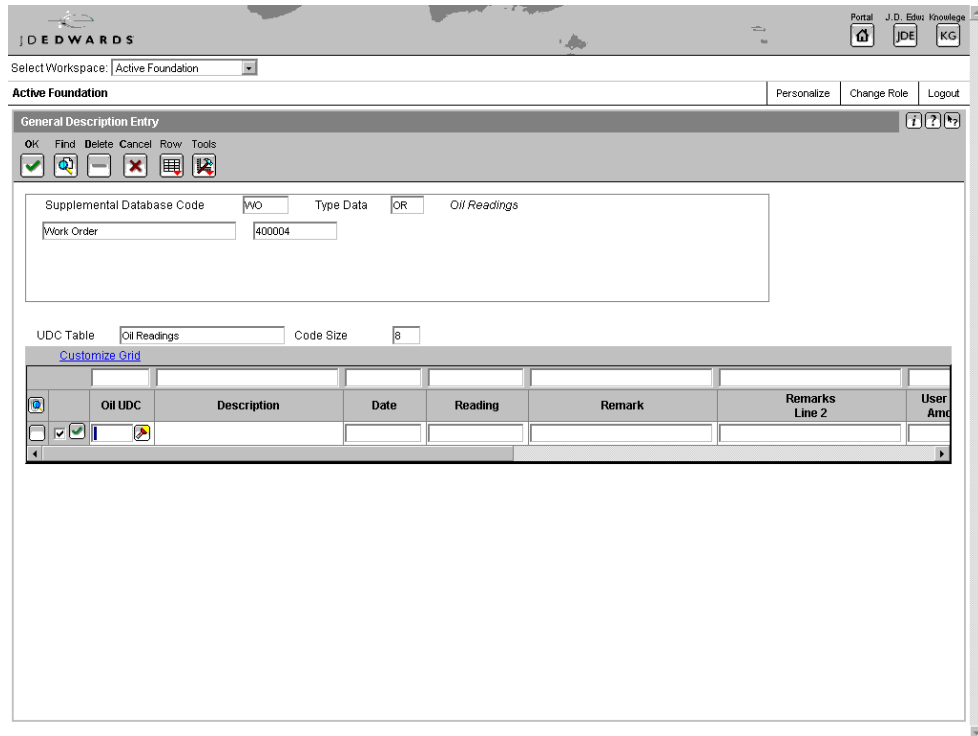 Portal J.D. Edw: Knowlege
JDEDWARDS
JDE KG
Select Workspace: Active Foundation
Active Foundation Personalize Change Role Logout
General Description Entry
i ? ?
OK Find Delete Cancel Row Tools
Supplemental Database Code WO Type Data OR Oil Readings
Work Order 400004
UDC Table Oil Readings Code Size 8
Customize Grid
Oil UDC Description Date Reading Remark Remarks Line 2 User Amo